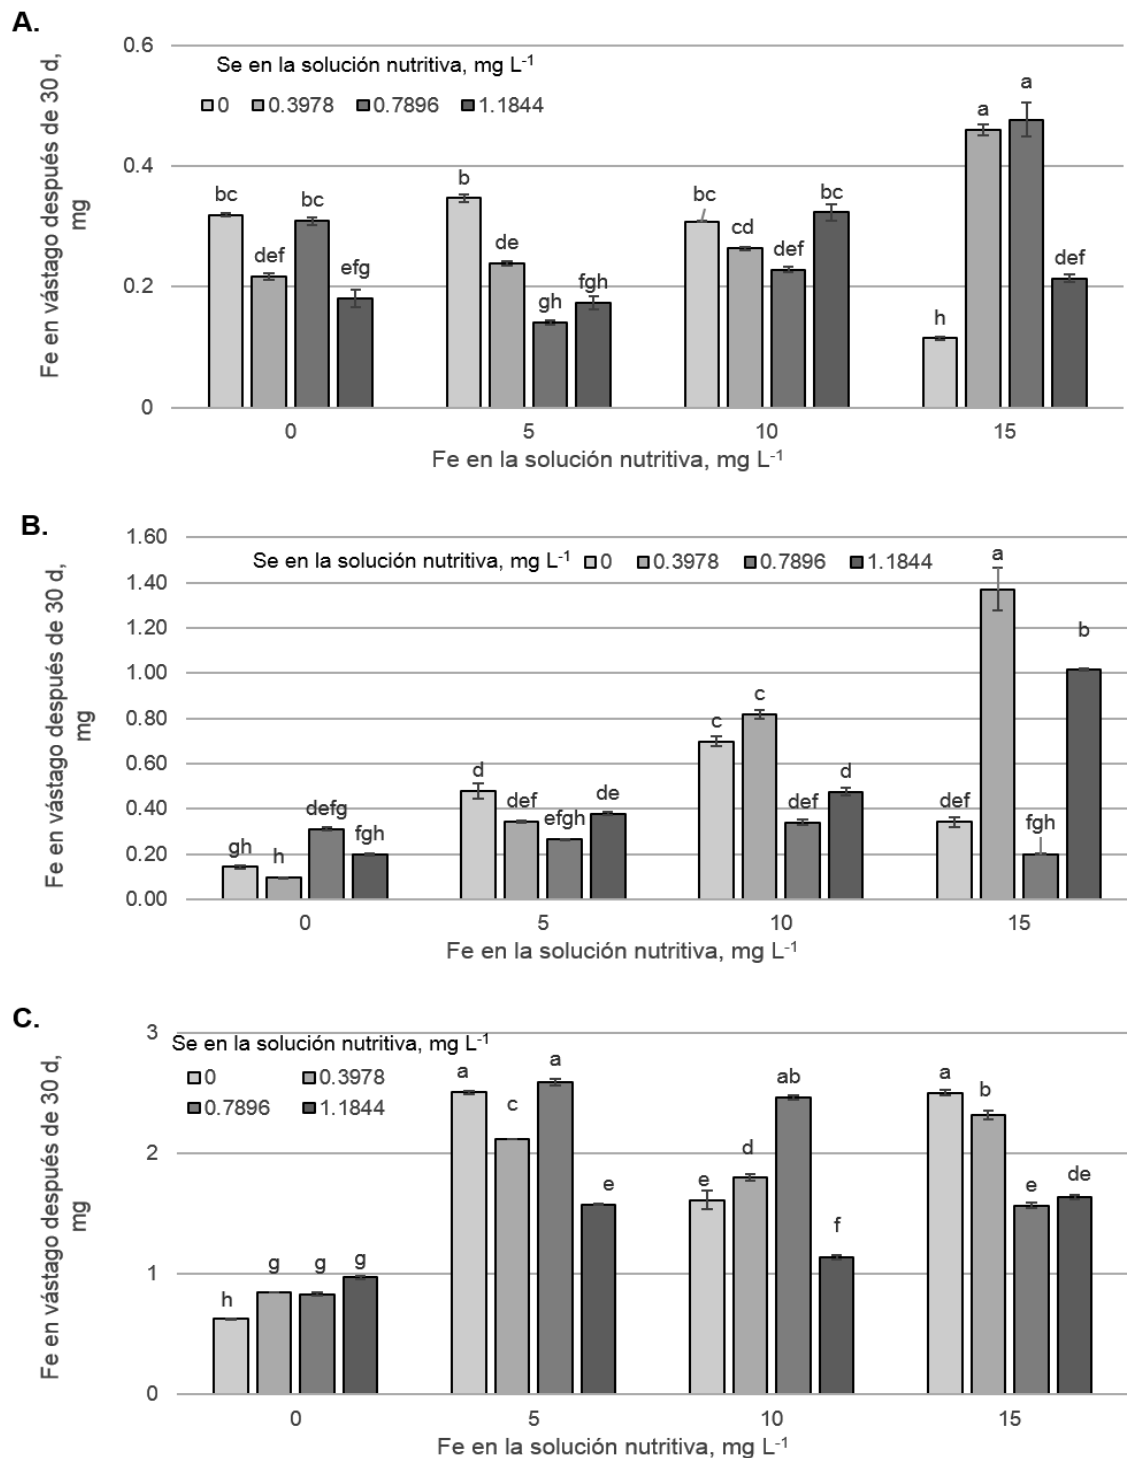 A.
Fe en vástago después de 30 d,
mg
0.6
0.4
0.2
0
Se en la solución nutritiva, mg L-1
0 0.3978 0.7896 1.1844
bc def bc efg
b de gh fgh
bc cd def bc
h a a def
0 5 10 15
Fe en la solución nutritiva, mg L-1
B.
Fe en vástago después de 30 d,
mg
1.60
1.40
1.20
1.00
0.80
0.60
0.40
0.20
0.00
Se en la solución nutritiva, mg L-1 0 0.3978 0.7896 1.1844
gh h defg fgh
d def efgh de
c c def d
def a fgh b
0 5 10 15
Fe en la solución nutritiva, mg L-1
C.
Fe en vástago después de 30 d,
mg
3
2
1
0
Se en la solución nutritiva, mg L-1
0 0.3978
0.7896 1.1844
h g g g
a c a e
e d ab f
a b e de
0 5 10 15
Fe en la solución nutritiva, mg L-1